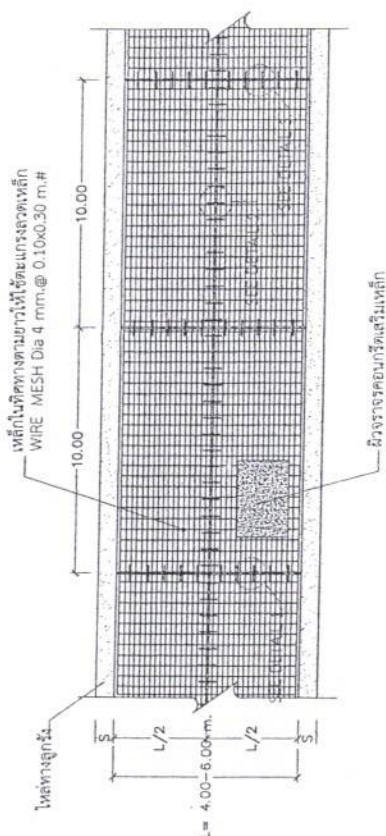 เหล็กในทิศทางตามยาวให้ใช้ตะแกรงลวดเหล็ก
WIRE MESH Dia 4 mm.@ 0.10x0.30 m.#
ไหล่ทางลูกรัง
10.00
10.00
S
L/2
L/2
S
L= 4.00-6.00 m.
SEE DETAIL 1
SEE DETAIL 2
SEE DETAIL
ผิวจราจรคอนกรีตเสริมเหล็ก